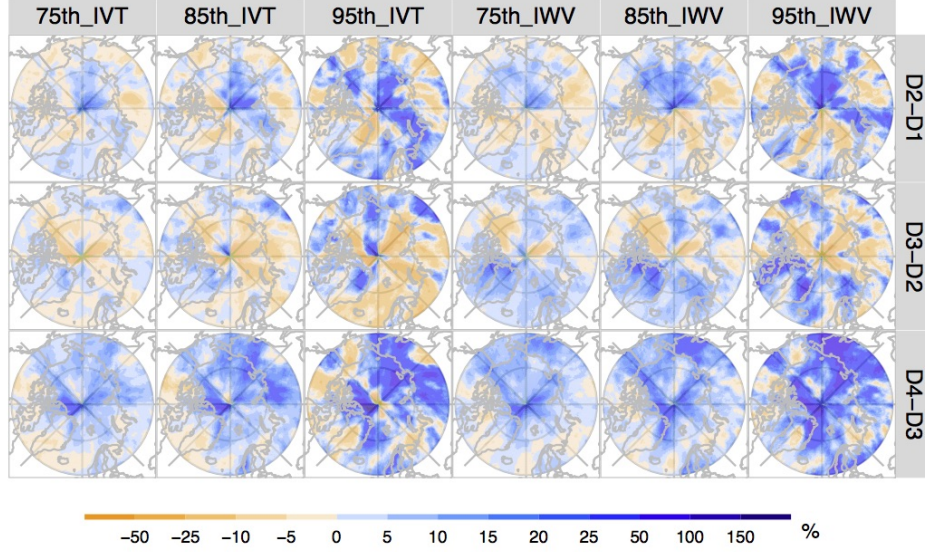 75th_IVT 85th_IVT 95th_IVT 75th_IWV 85th_IWV 95th_IWV
D2−D1
D3−D2
D4−D3
−50 −25 −10 −5 0 5 10 15 20 25 50 100 150 %